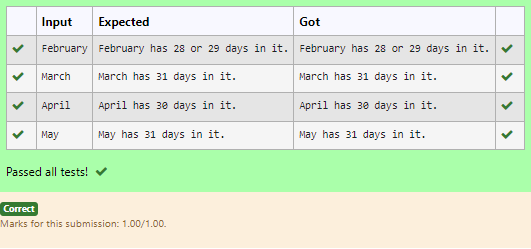 Input Expected Got
February February has 28 or 29 days in it. February has 28 or 29 days in it.
March March has 31 days in it. March has 31 days in it.
April April has 30 days in it. April has 30 days in it.
May May has 31 days in it. May has 31 days in it.
Passed all tests!
Correct
Marks for this submission: 1.00/1.00.